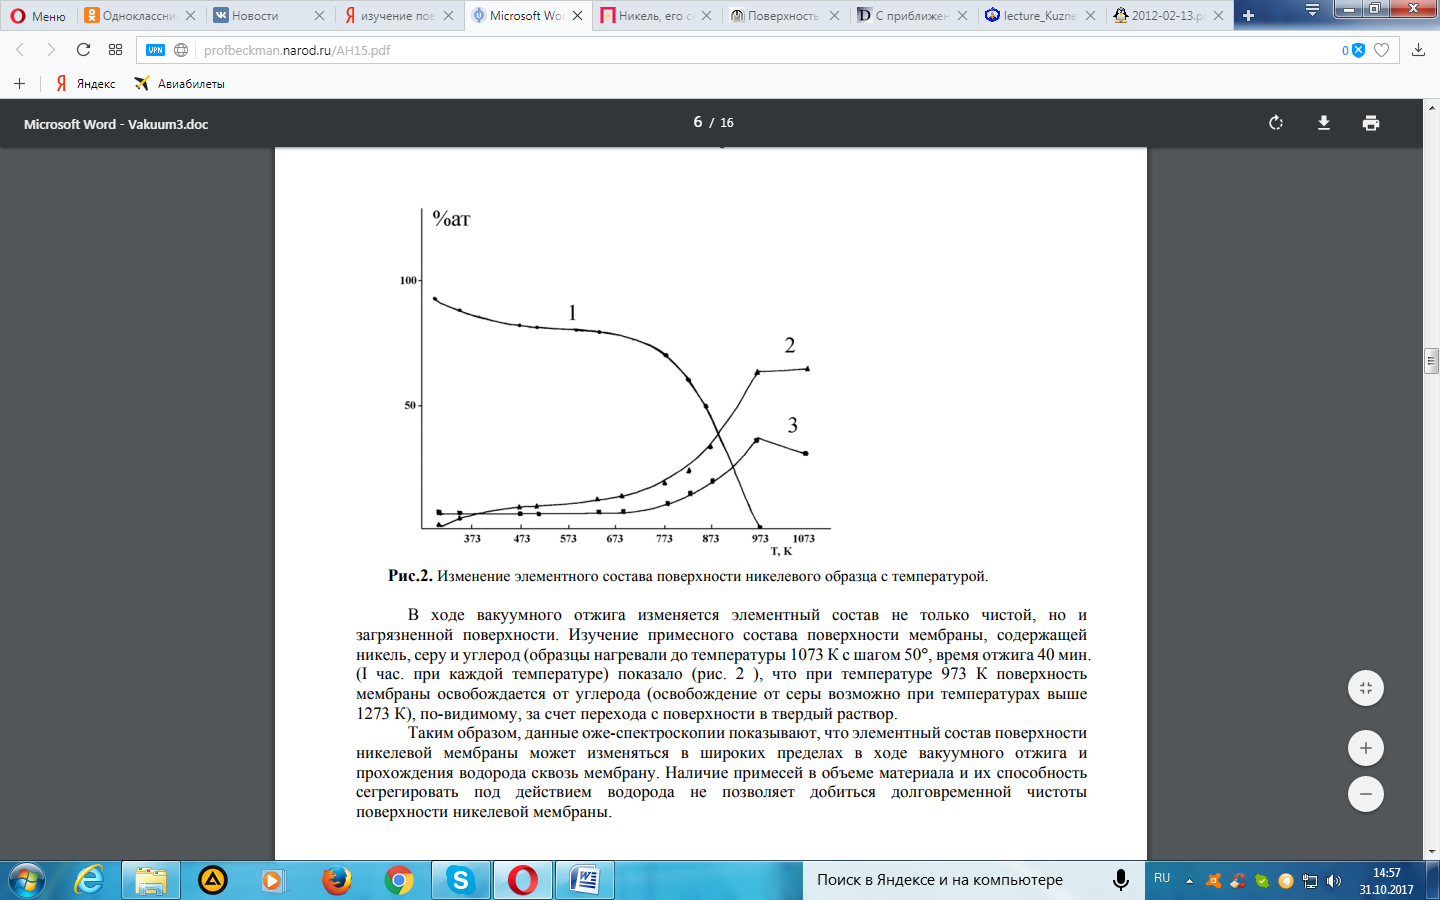 Меню
Одноклассни
Новости
изучение пов
Microsoft Wo
Никель, его с
Поверхность
С приближен
lecture_Kuzne
2012-02-13.p
VPN
profbeckman.narod.ru/AH15.pdf
0
Яндекс
Авиабилеты
Microsoft Word - Vakuum3.doc
6 / 16
%ат
100
50
1
2
3
373 473 573 673 773 873 973 1073
T, K
Рис.2. Изменение элементного состава поверхности никелевого образца с температурой.
В ходе вакуумного отжига изменяется элементный состав не только чистой, но и
загрязненной поверхности. Изучение примесного состава поверхности мембраны, содержащей
никель, серу и углерод (образцы нагревали до температуры 1073 К с шагом 50°, время отжига 40 мин.
(I час. при каждой температуре) показало (рис. 2 ), что при температуре 973 К поверхность
мембраны освобождается от углерода (освобождение от серы возможно при температурах выше
1273 К), по-видимому, за счет перехода с поверхности в твердый раствор.
Таким образом, данные оже-спектроскопии показывают, что элементный состав поверхности
никелевой мембраны может изменяться в широких пределах в ходе вакуумного отжига и
прохождения водорода сквозь мембрану. Наличие примесей в объеме материала и их способность
сегрегировать под действием водорода не позволяет добиться долговременной чистоты
поверхности никелевой мембраны.
Поиск в Яндексе и на компьютере
RU
14:57
31.10.2017